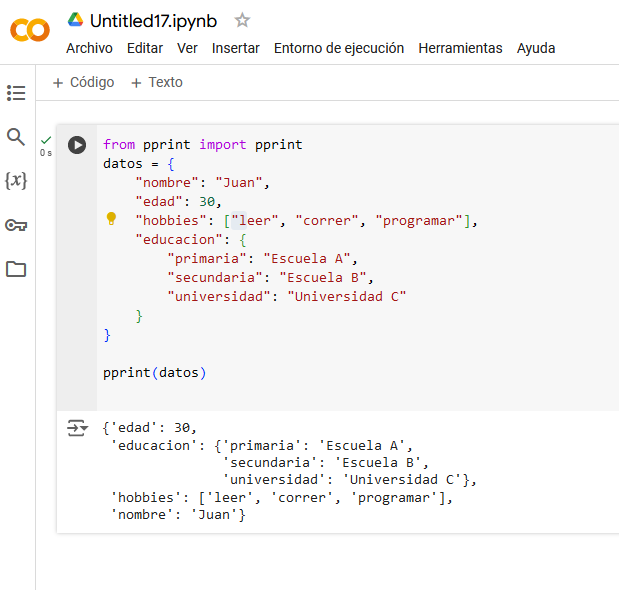 CO
Untitled17.ipynb
Archivo Editar Ver Insertar Entorno de ejecución Herramientas Ayuda
+ Código + Texto
0 s
{x}
from pprint import pprint
datos = {
    "nombre": "Juan",
    "edad": 30,
    "hobbies": ["leer", "correr", "programar"],
    "educacion": {
        "primaria": "Escuela A",
        "secundaria": "Escuela B",
        "universidad": "Universidad C"
    }
}
pprint(datos)
{'edad': 30,
 'educacion': {'primaria': 'Escuela A',
               'secundaria': 'Escuela B',
               'universidad': 'Universidad C'},
 'hobbies': ['leer', 'correr', 'programar'],
 'nombre': 'Juan'}